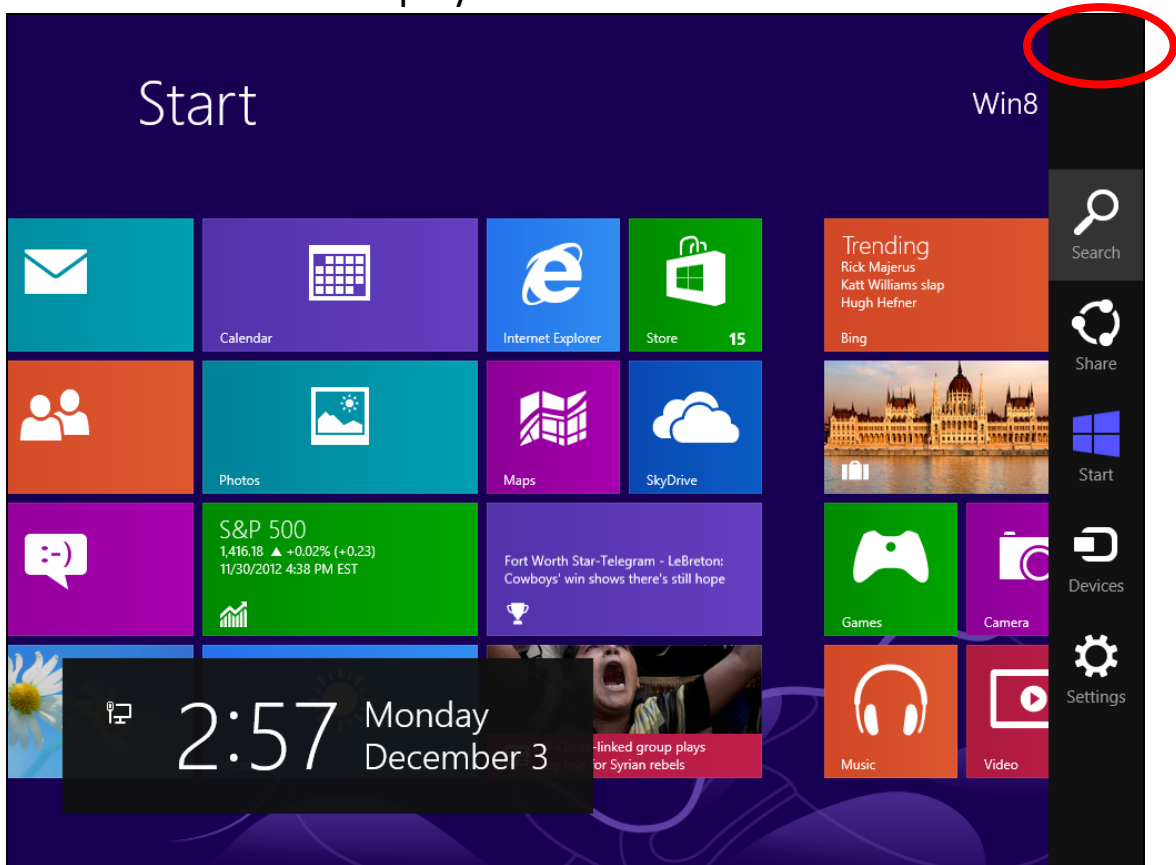 Start
Win8
Search
Calendar
Internet Explorer
Store 15
Trending
Rick Majerus
Katt Williams slap
Hugh Hefner
Bing
Share
Photos
Maps
SkyDrive
Start
S&P 500
1,416.18 ▲ +0.02% (+0.23)
11/30/2012 4:38 PM EST
Fort Worth Star-Telegram - LeBreton:
Cowboys' win shows there's still hope
:-)
Games
Camera
Devices
2:57
Monday
December 3
-linked group plays
for Syrian rebels
Music
Video
Settings